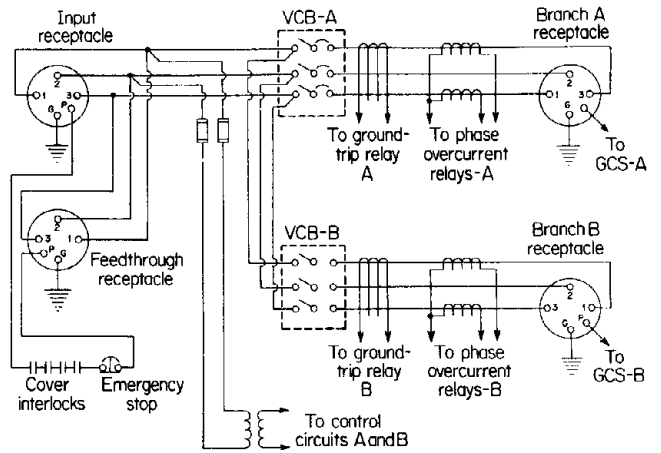 Input
receptacle
VCB-A
Branch A
receptacle
2
1
P
3
G
2
1
3
G
P
To ground-
trip relay
A
To phase
overcurrent
relays-A
To
GCS-A
2
3
1
P
G
Feedthrough
receptacle
VCB-B
Branch B
receptacle
2
3
1
G
P
To ground-
trip relay
B
To phase
overcurrent
relays-B
To
GCS-B
Cover
interlocks
Emergency
stop
To control
circuits A and B